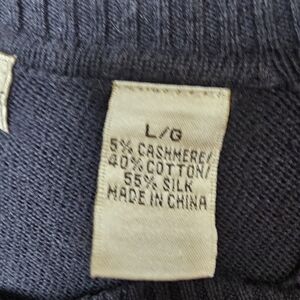 L/G
5% CASHMERE/
40% COTTON/
55% SILK
MADE IN CHINA